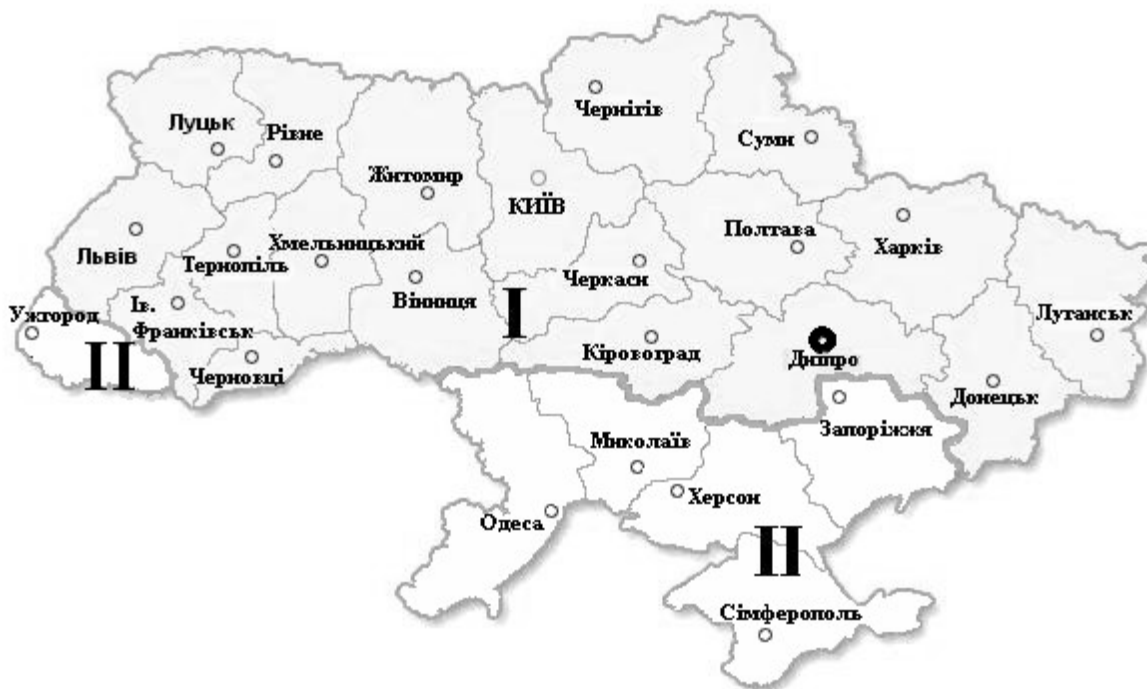 Чернігів
Луцьк
Рівне
Суми
Житомир
КИЇВ
Полтава
Харків
Львів
Тернопіль
Хмельницький
Черкаси
Вінниця
I
Ів.
Франківськ
Ужгород
II
Черновці
Кіровоград
Дніпро
Луганськ
Донецьк
Запоріжжя
Миколаїв
Херсон
Одеса
II
Сімферополь